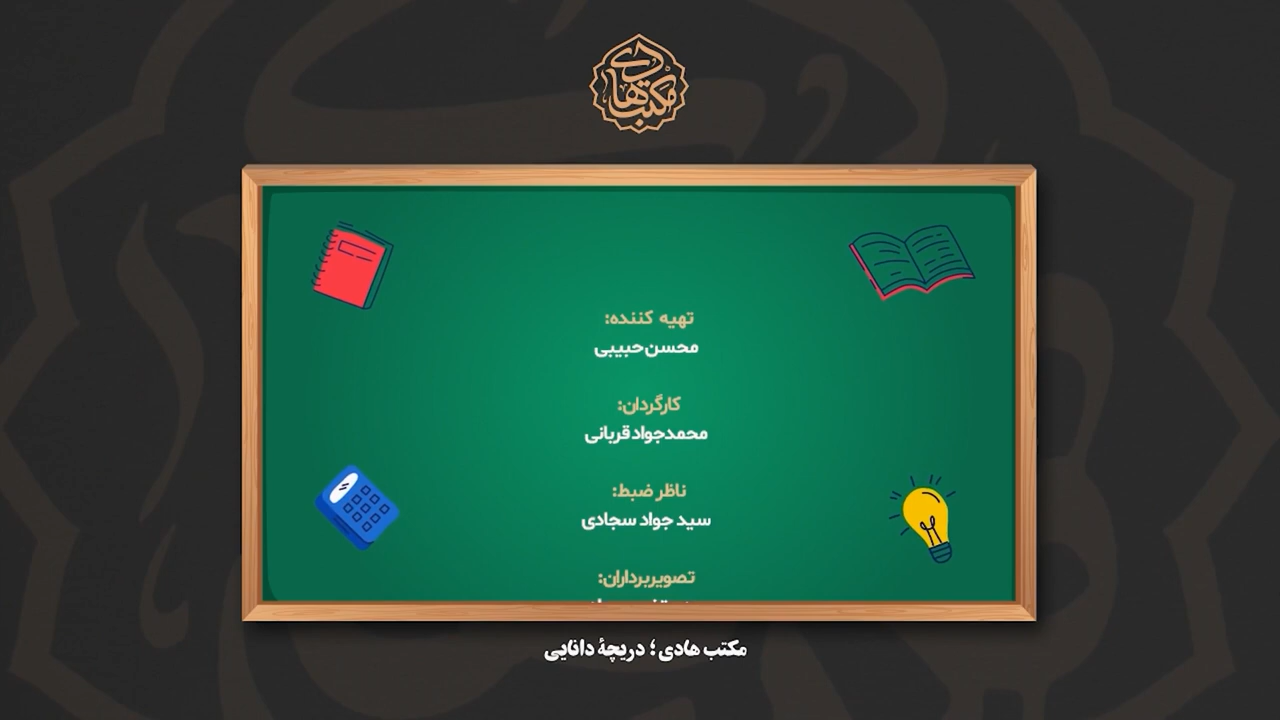 مکتب هادی
تهیه کننده:
محسن حبیبی
کارگردان:
محمدجواد قربانی
ناظر ضبط:
سید جواد سجادی
تصویربرداران:
مکتب هادی؛ دریچهٔ دانایی